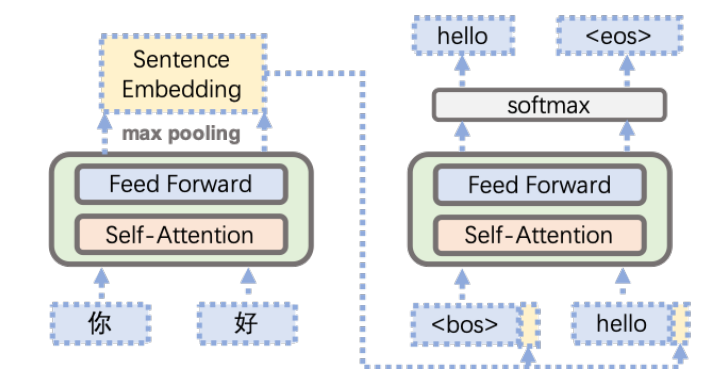 Sentence
Embedding
max pooling
Feed Forward
Self-Attention
你
好
hello
<eos>
softmax
Feed Forward
Self-Attention
<bos>
hello